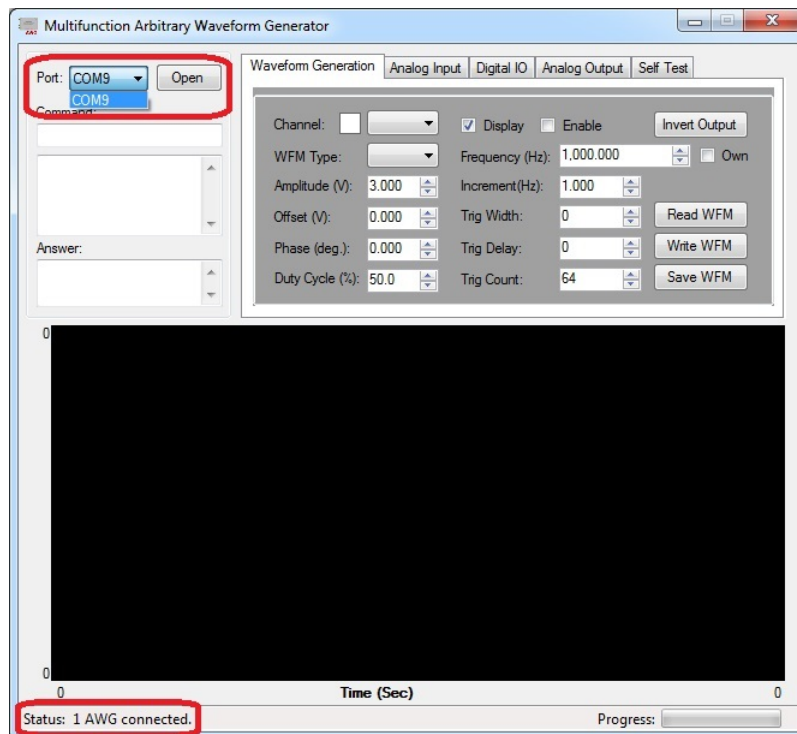 Multifunction Arbitrary Waveform Generator
Port: COM9 Open
COM9
Command:
Answer:
Waveform Generation Analog Input Digital IO Analog Output Self Test
Channel: Display Enable Invert Output
WFM Type: Frequency (Hz): 1,000.000 Own
Amplitude (V): 3.000 Increment(Hz): 1.000
Offset (V): 0.000 Trig Width: 0 Read WFM
Phase (deg.): 0.000 Trig Delay: 0 Write WFM
Duty Cycle (%): 50.0 Trig Count: 64 Save WFM
0
0
0 Time (Sec) 0
Status: 1 AWG connected. Progress: